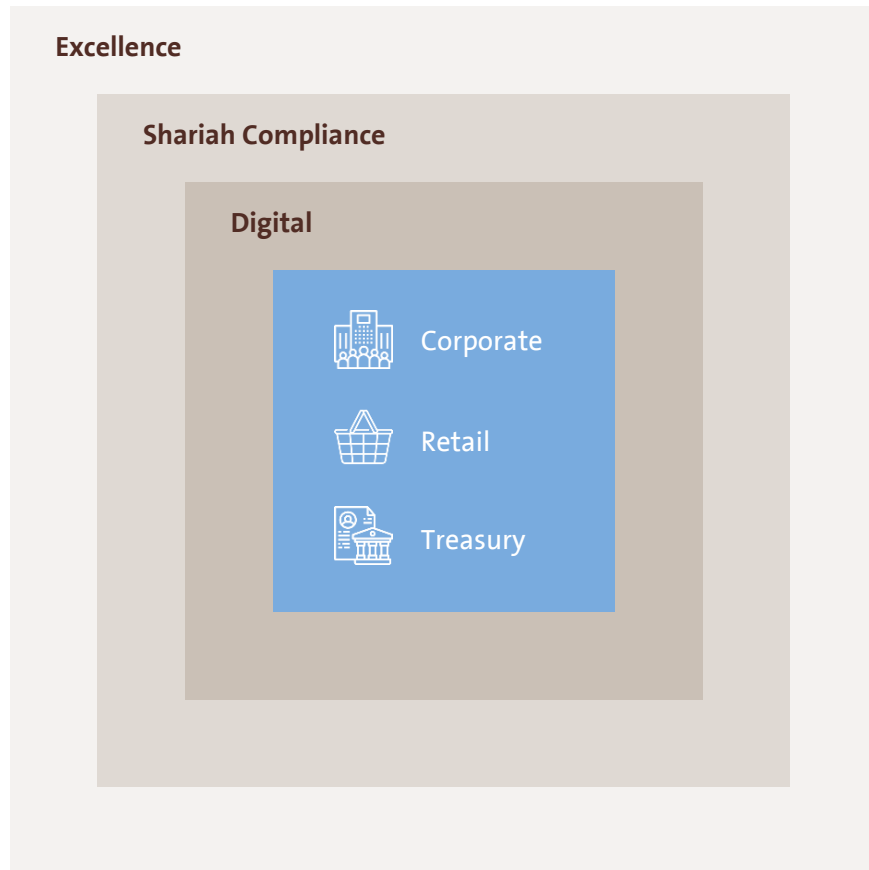 Excellence
Shariah Compliance
Digital
Corporate
Retail
Treasury